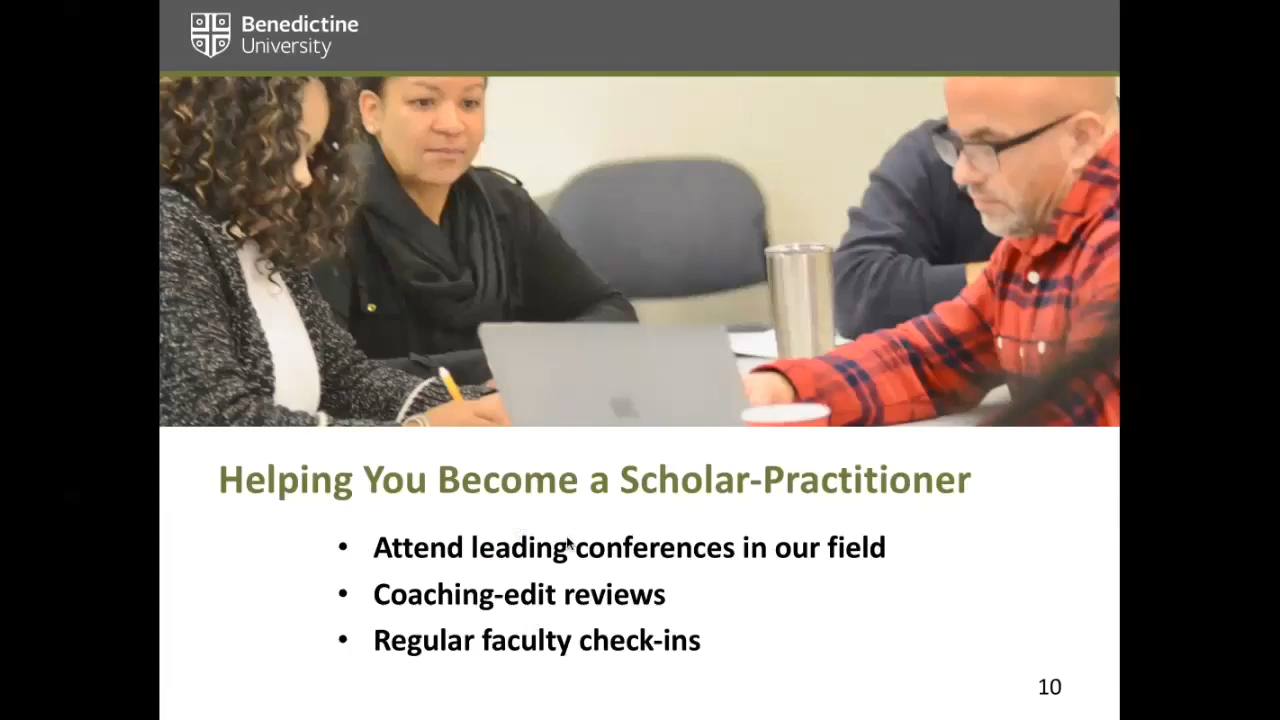 Benedictine
University
Helping You Become a Scholar-Practitioner
• Attend leading conferences in our field
• Coaching-edit reviews
• Regular faculty check-ins
10